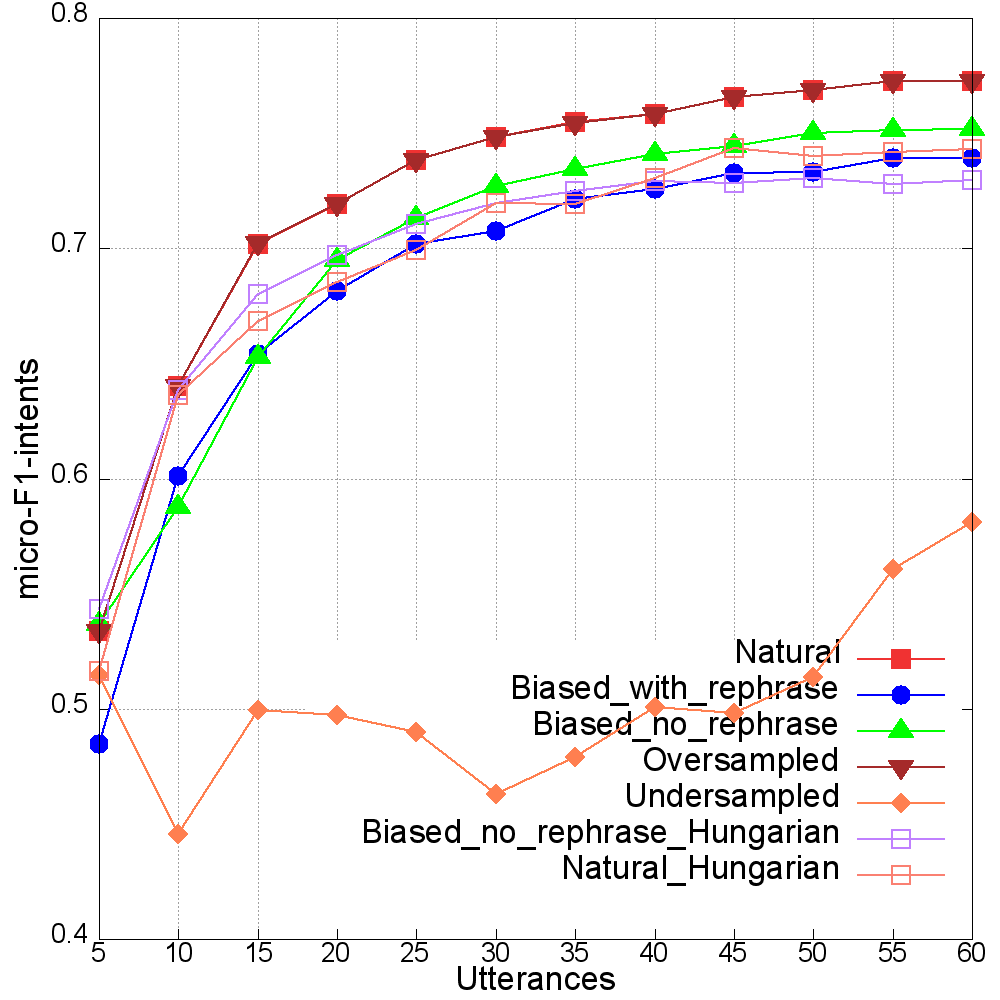 0.8
0.7
0.6
0.5
0.4
micro-F1-intents
Natural
Biased_with_rephrase
Biased_no_rephrase
Oversampled
Undersampled
Biased_no_rephrase_Hungarian
Natural_Hungarian
5 10 15 20 25 30 35 40 45 50 55 60
Utterances